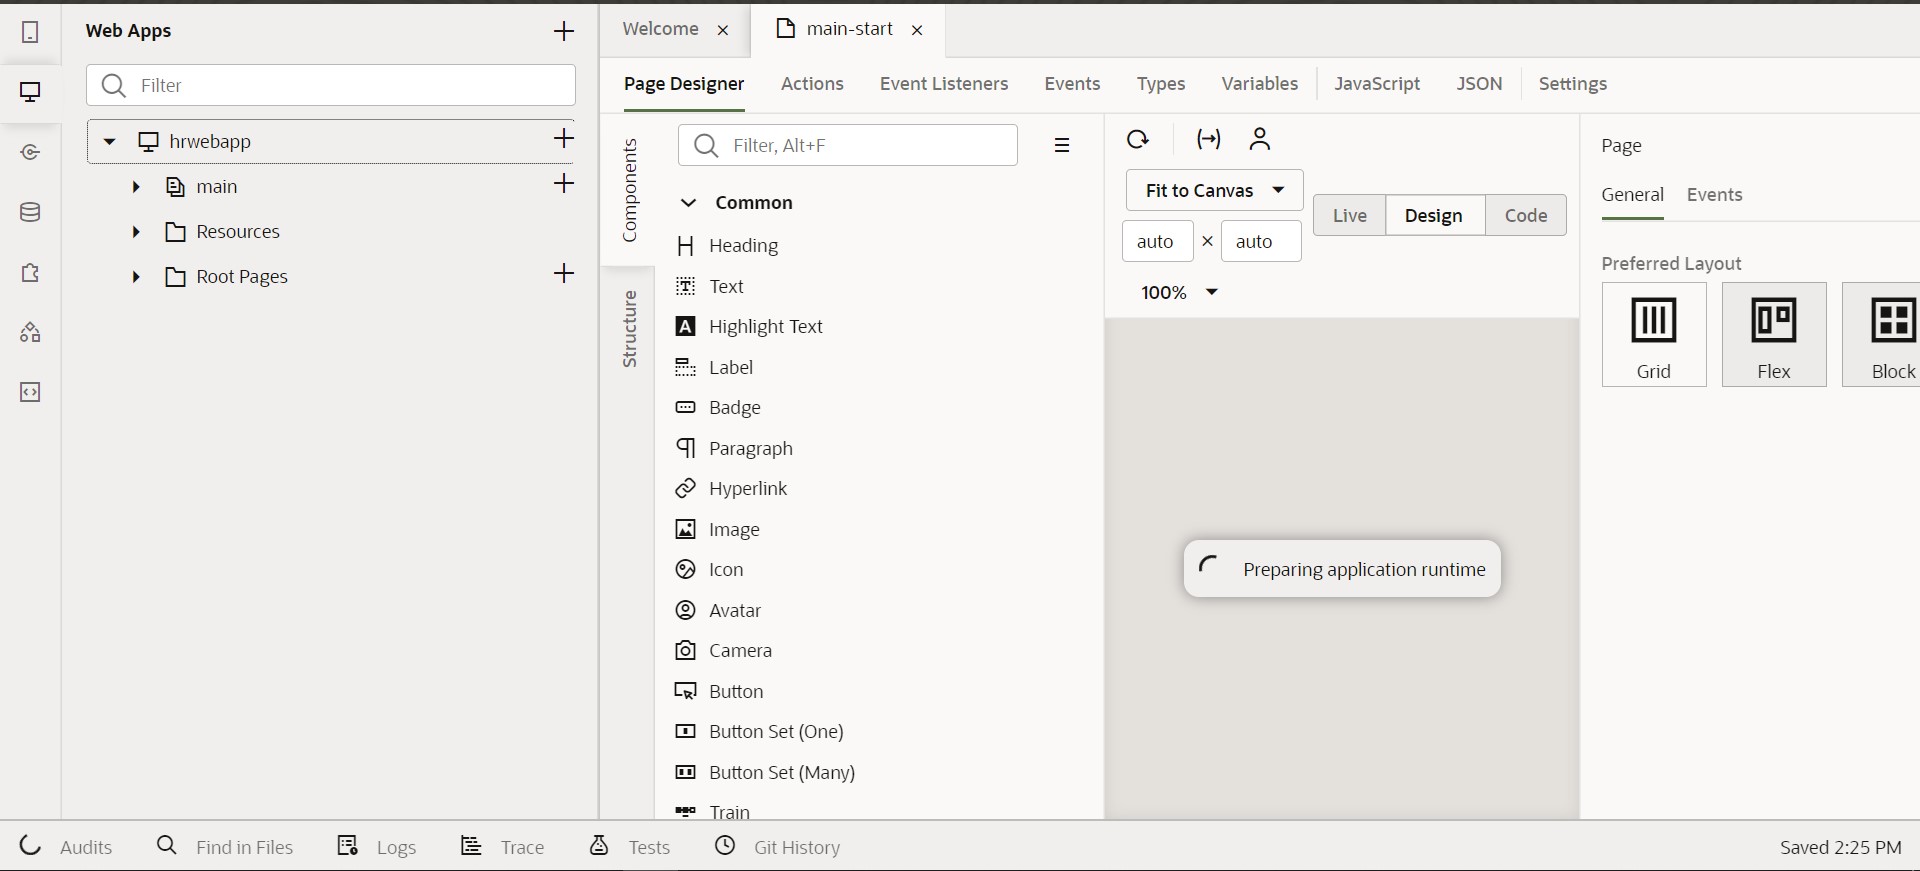 Web Apps
Filter
hrwebapp
main
Resources
Root Pages
Welcome
main-start
Page Designer
Actions
Event Listeners
Events
Types
Variables
JavaScript
JSON
Settings
Components
Structure
Filter, Alt+F
Common
Heading
Text
Highlight Text
Label
Badge
Paragraph
Hyperlink
Image
Icon
Avatar
Camera
Button
Button Set (One)
Button Set (Many)
Train
Fit to Canvas
auto × auto
100%
Live
Design
Code
Preparing application runtime
Page
General
Events
Preferred Layout
Grid
Flex
Block
Audits
Find in Files
Logs
Trace
Tests
Git History
Saved 2:25 PM